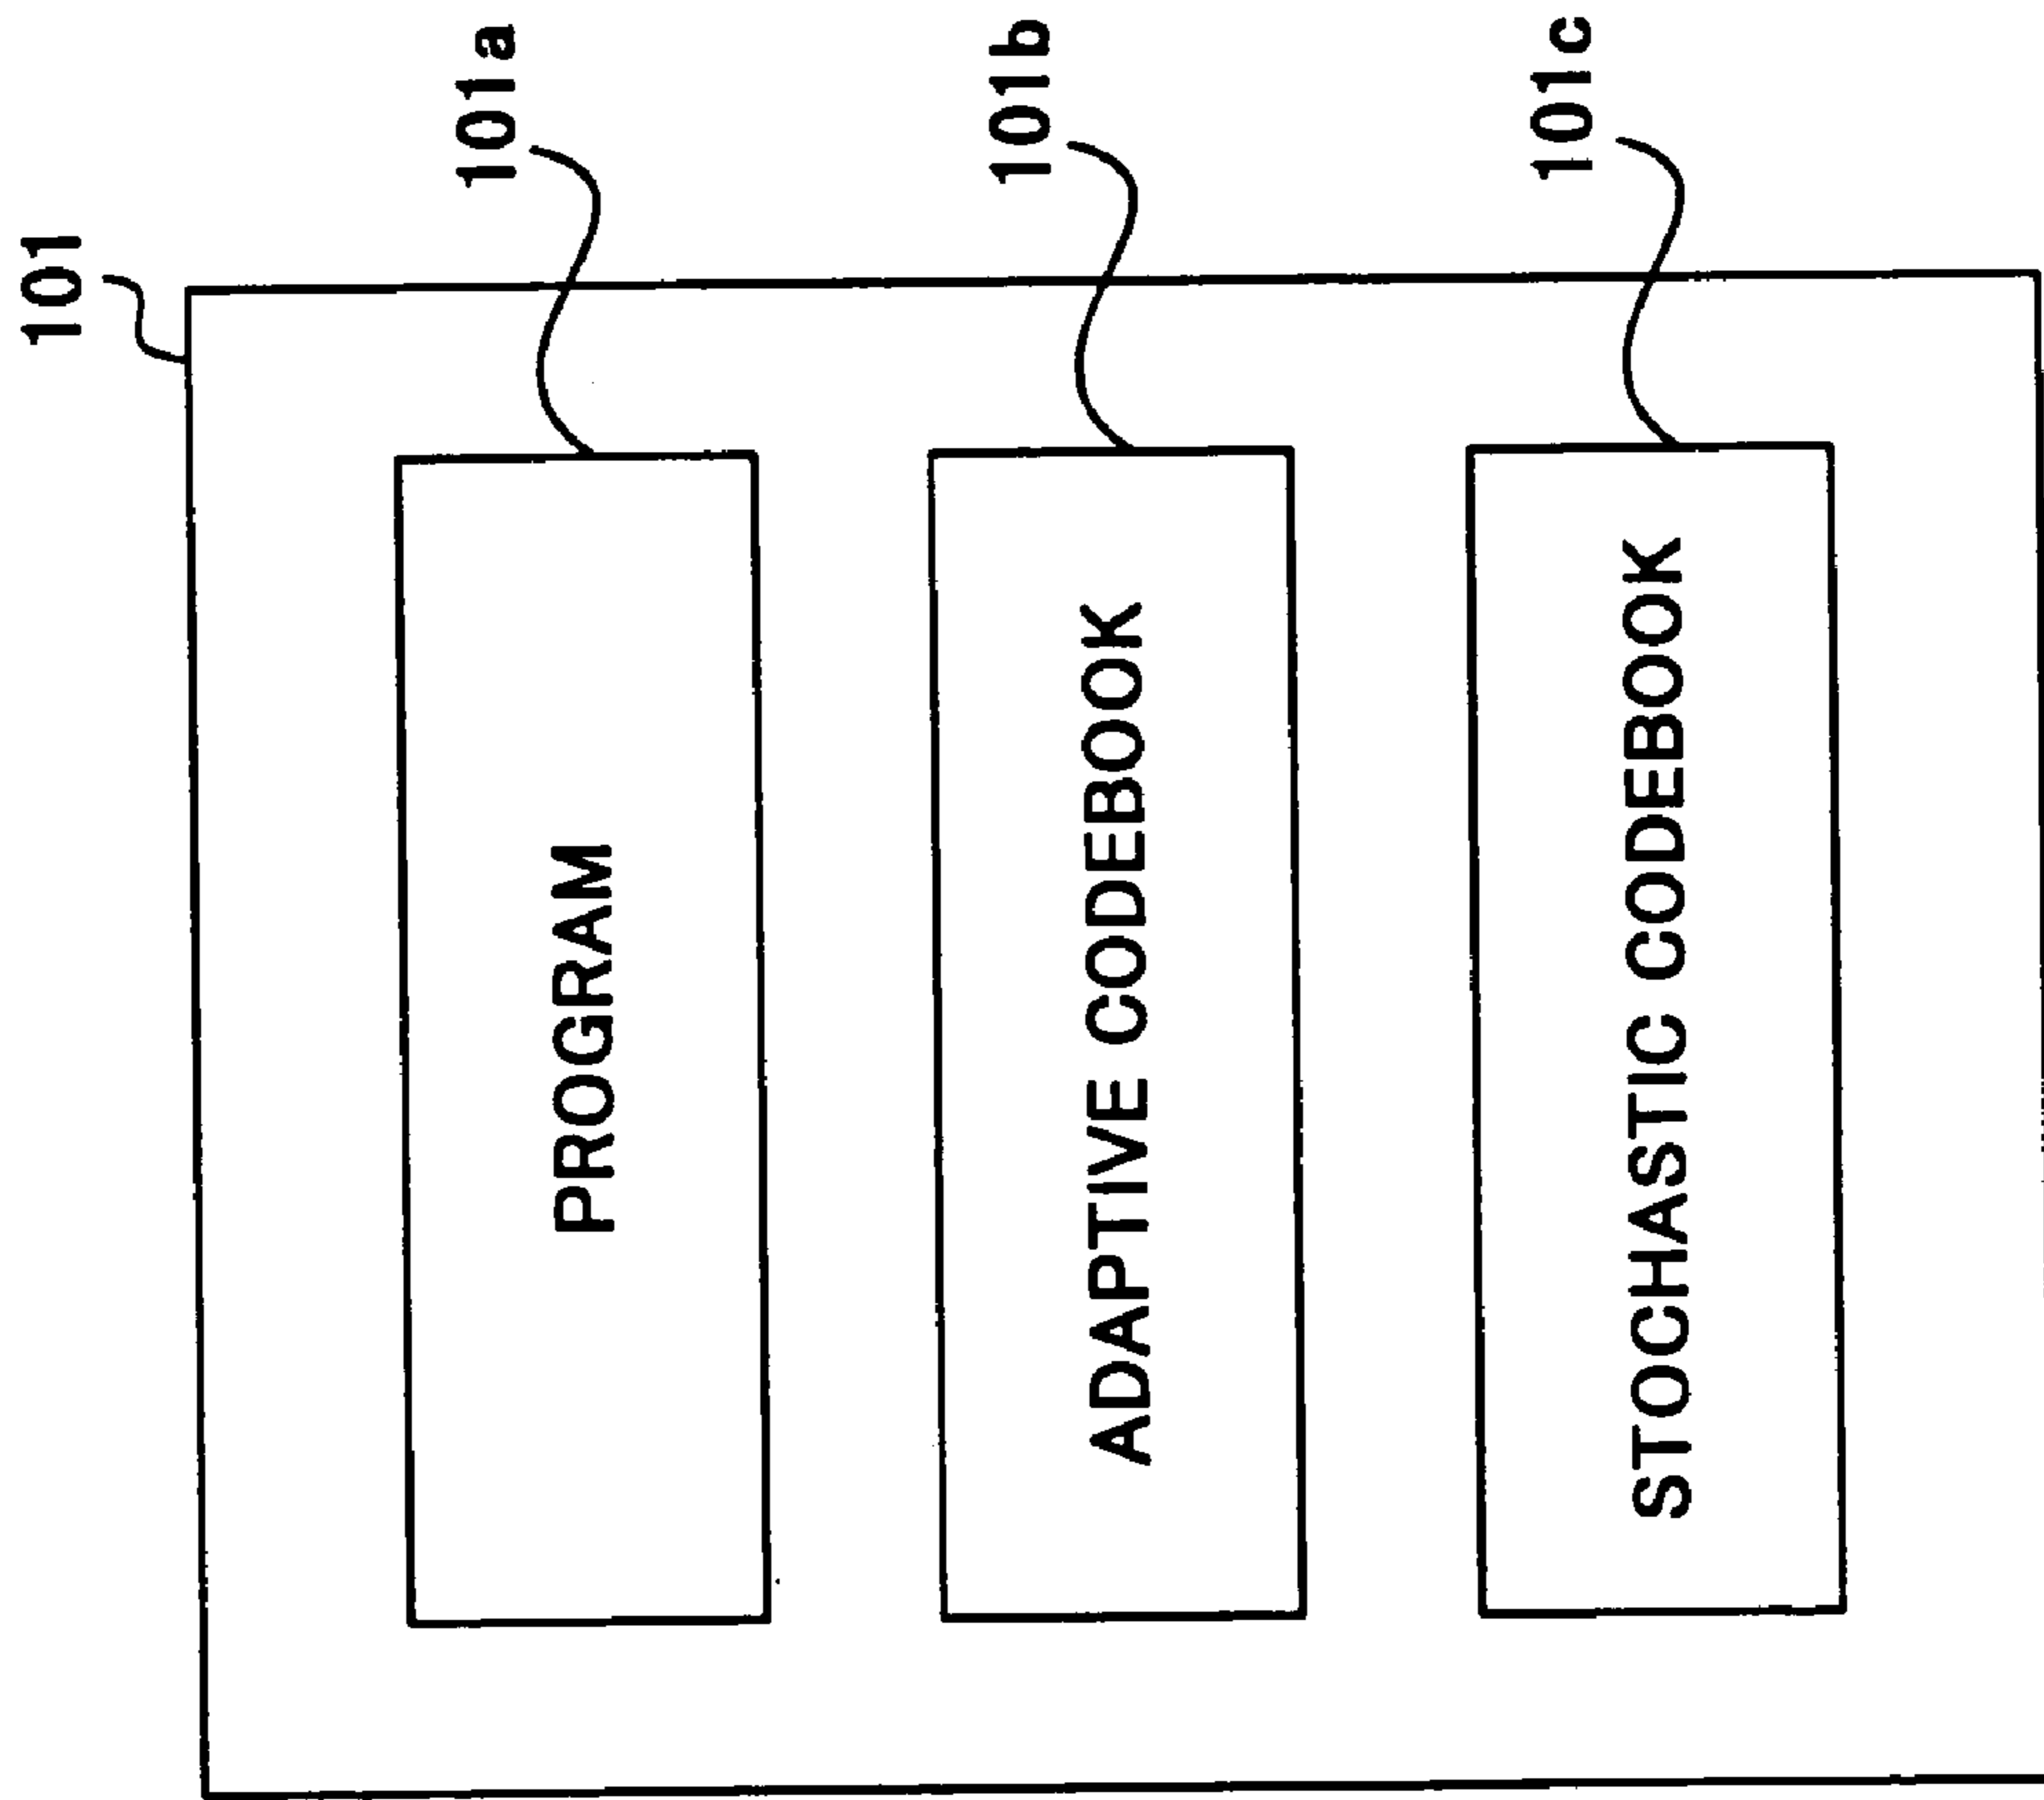 101
101a
PROGRAM
101b
ADAPTIVE CODEBOOK
101c
STOCHASTIC CODEBOOK